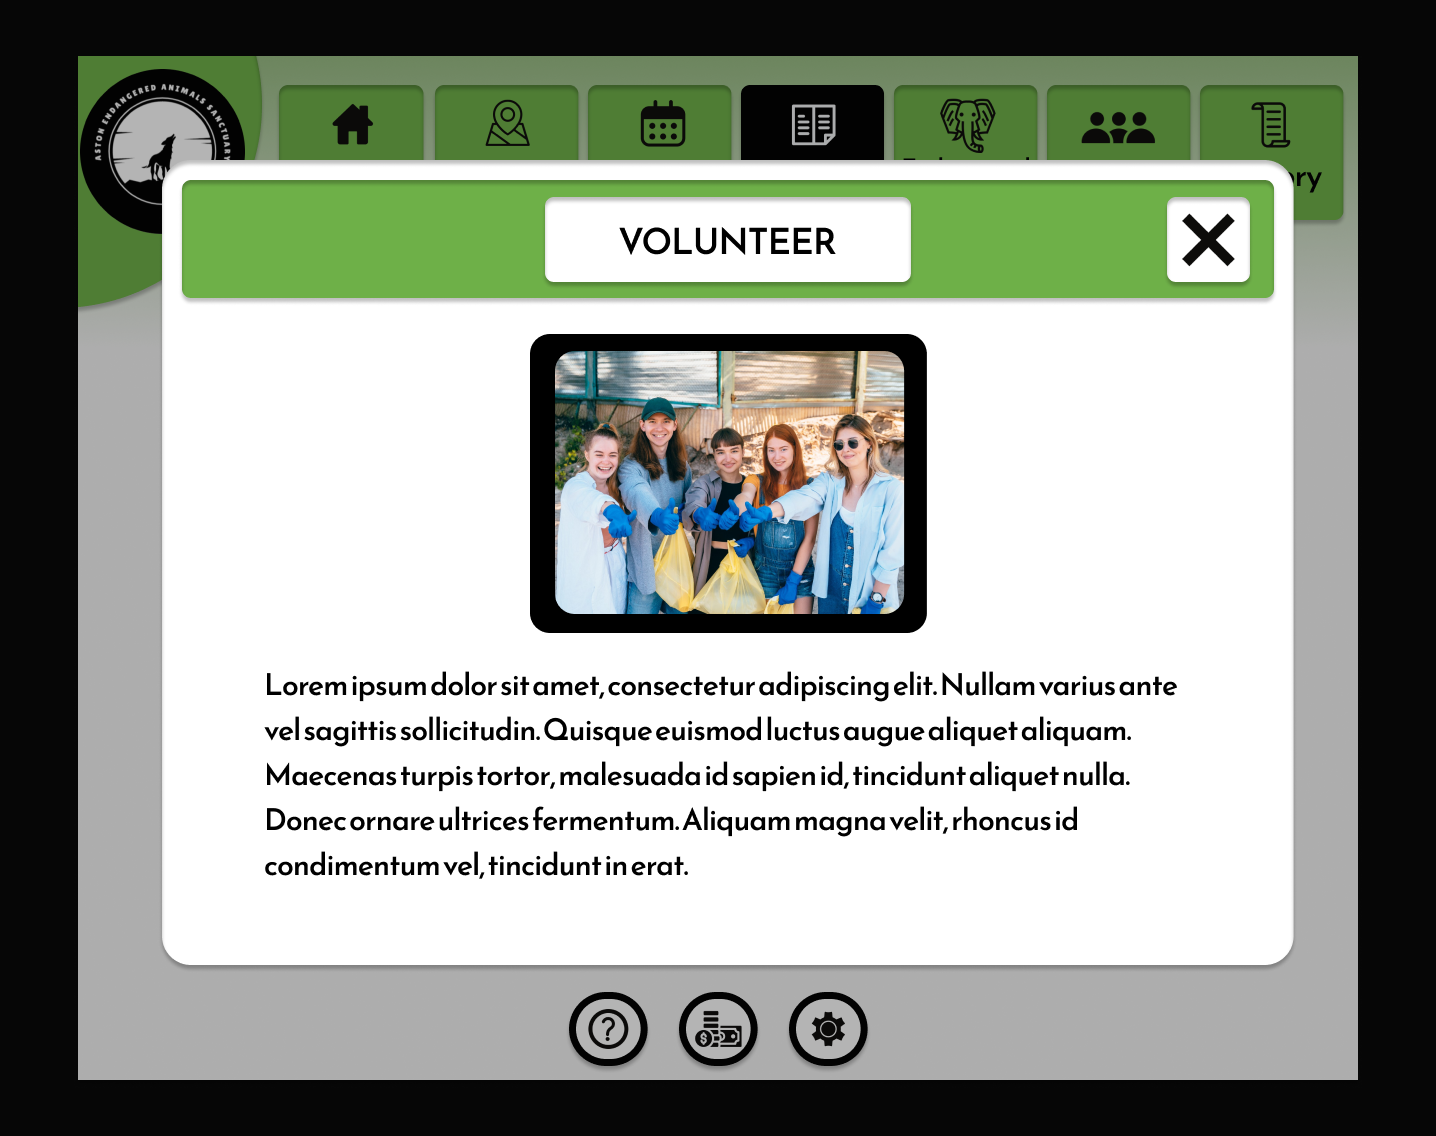 ASTON ENDANGERED ANIMALS SANCTUARY
ory
VOLUNTEER
Lorem ipsum dolor sit amet, consectetur adipiscing elit. Nullam varius ante
vel sagittis sollicitudin. Quisque euismod luctus augue aliquet aliquam.
Maecenas turpis tortor, malesuada id sapien id, tincidunt aliquet nulla.
Donec ornare ultrices fermentum. Aliquam magna velit, rhoncus id
condimentum vel, tincidunt in erat.